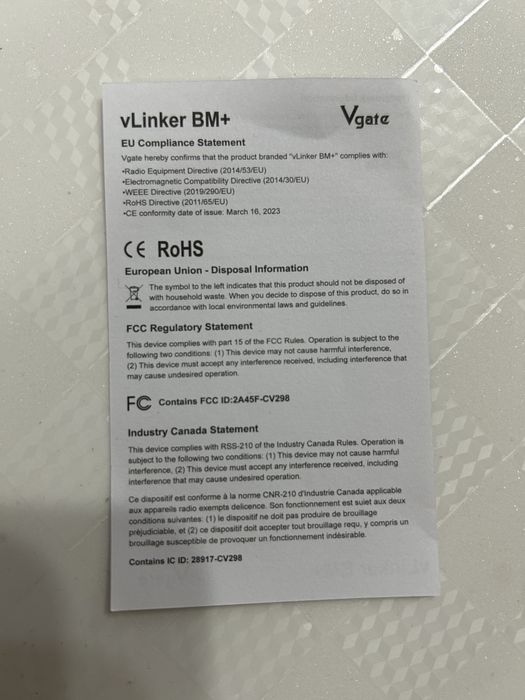 vLinker BM+
Vgate
EU Compliance Statement
Vgate hereby confirms that the product branded "vLinker BM+" complies with:
•Radio Equipment Directive (2014/53/EU)
•Electromagnetic Compatibility Directive (2014/30/EU)
•WEEE Directive (2019/290/EU)
•RoHS Directive (2011/65/EU)
•CE conformity date of issue: March 16, 2023
CE RoHS
European Union - Disposal Information
The symbol to the left indicates that this product should not be disposed of
with household waste. When you decide to dispose of this product, do so in
accordance with local environmental laws and guidelines.
FCC Regulatory Statement
This device complies with part 15 of the FCC Rules. Operation is subject to the
following two conditions: (1) This device may not cause harmful interference,
(2) This device must accept any interference received, including interference that
may cause undesired operation.
FC Contains FCC ID:2A45F-CV298
Industry Canada Statement
This device complies with RSS-210 of the Industry Canada Rules. Operation is
subject to the following two conditions: (1) This device may not cause harmful
interference, (2) This device must accept any interference received, including
interference that may cause undesired operation.
Ce dispositif est conforme à la norme CNR-210 d'Industrie Canada applicable
aux appareils radio exempts delicence. Son fonctionnement est sujet aux deux
conditions suivantes: (1) le dispositif ne doit pas produire de brouillage
préjudiciable, et (2) ce dispositif doit accepter tout brouillage requ, y compris un
brouillage susceptible de provoquer un fonctionnement indésirable.
Contains IC ID: 28917-CV298